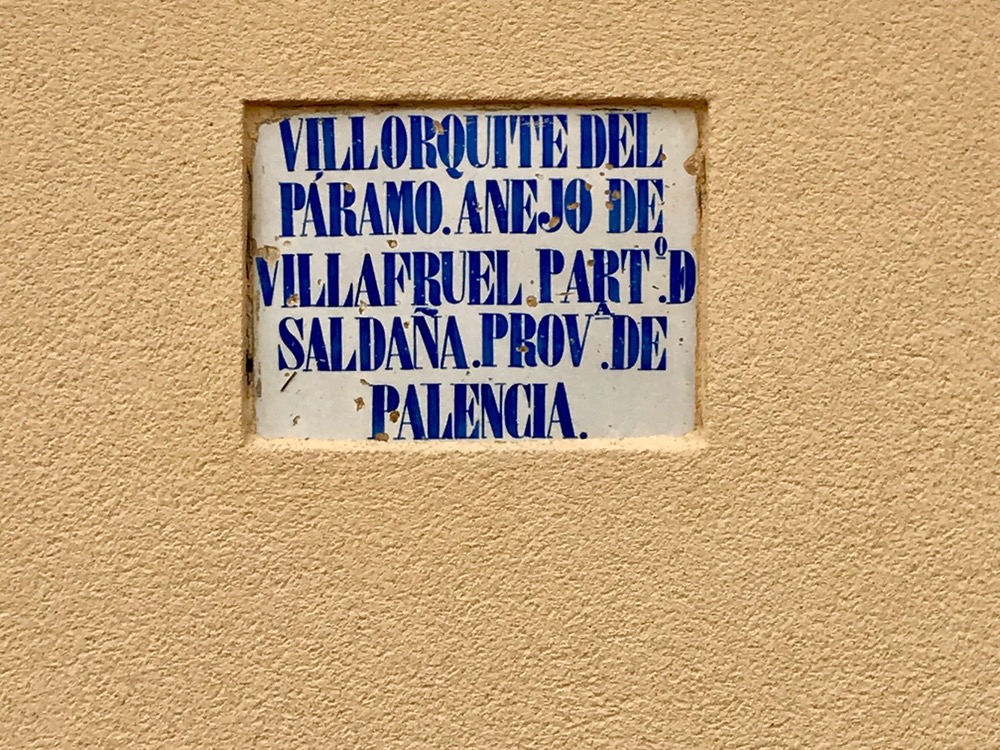 VILLORQUITE DEL
PÁRAMO. ANEJO DE
VILLAFRUEL. PARTº.D
SALDAÑA. PROVª.DE
PALENCIA.